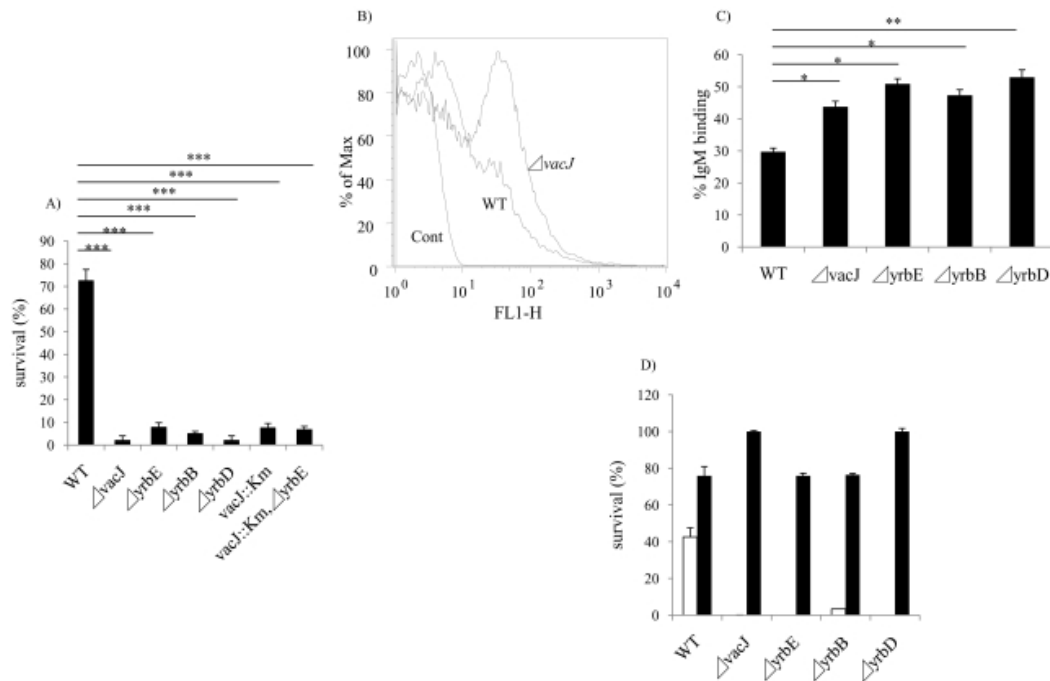 A)
***
***
***
***
***
***
survival (%)
90
80
70
60
50
40
30
20
10
0
WT
△vacJ
△yrbE
△yrbB
△yrbD
vacJ::Km
vacJ::Km,△yrbE
B)
% of Max
100
80
60
40
20
0
△vacJ
WT
Cont
10⁰ 10¹ 10² 10³ 10⁴
FL1-H
C)
**
*
*
*
% IgM binding
60
50
40
30
20
10
0
WT △vacJ △yrbE △yrbB △yrbD
D)
survival (%)
120
100
80
60
40
20
0
WT
△vacJ
△yrbE
△yrbB
△yrbD